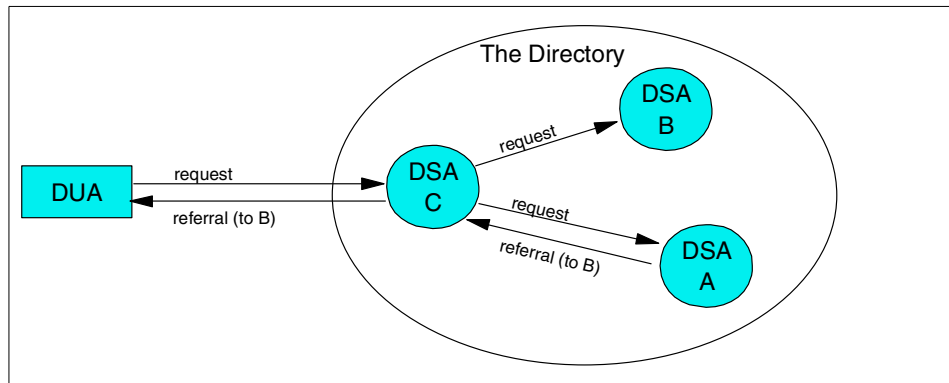 The Directory
DSA
B
request
DUA
request
referral (to B)
DSA
C
request
referral (to B)
DSA
A